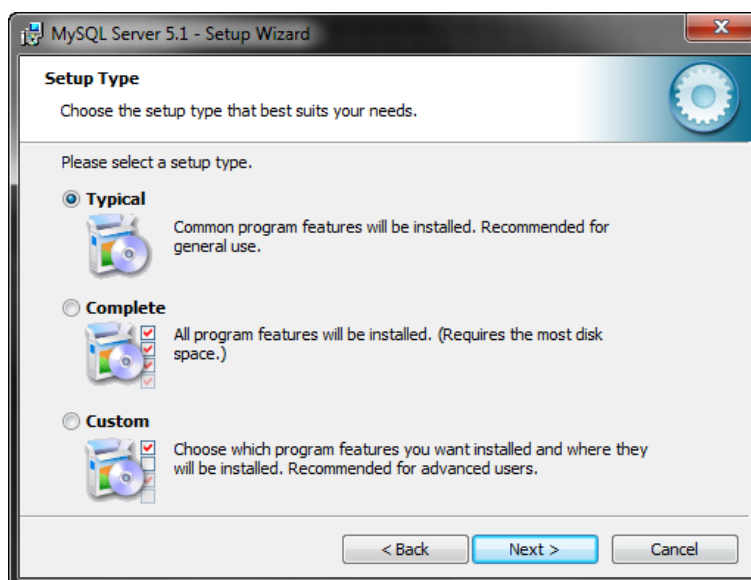 MySQL Server 5.1 - Setup Wizard
Setup Type
Choose the setup type that best suits your needs.
Please select a setup type.
Typical
Common program features will be installed. Recommended for
general use.
Complete
All program features will be installed. (Requires the most disk
space.)
Custom
Choose which program features you want installed and where they
will be installed. Recommended for advanced users.
< Back
Next >
Cancel